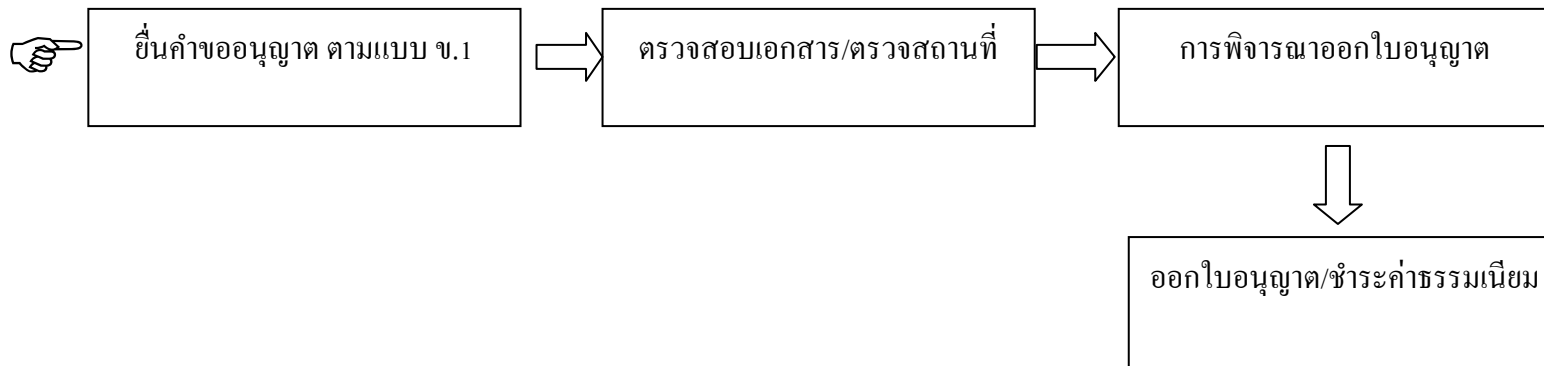 ยื่นคำขออนุญาต ตามแบบ ข.1
ตรวจสอบเอกสาร/ตรวจสถานที่
การพิจารณาออกใบอนุญาต
ออกใบอนุญาต/ชำระค่าธรรมเนียม